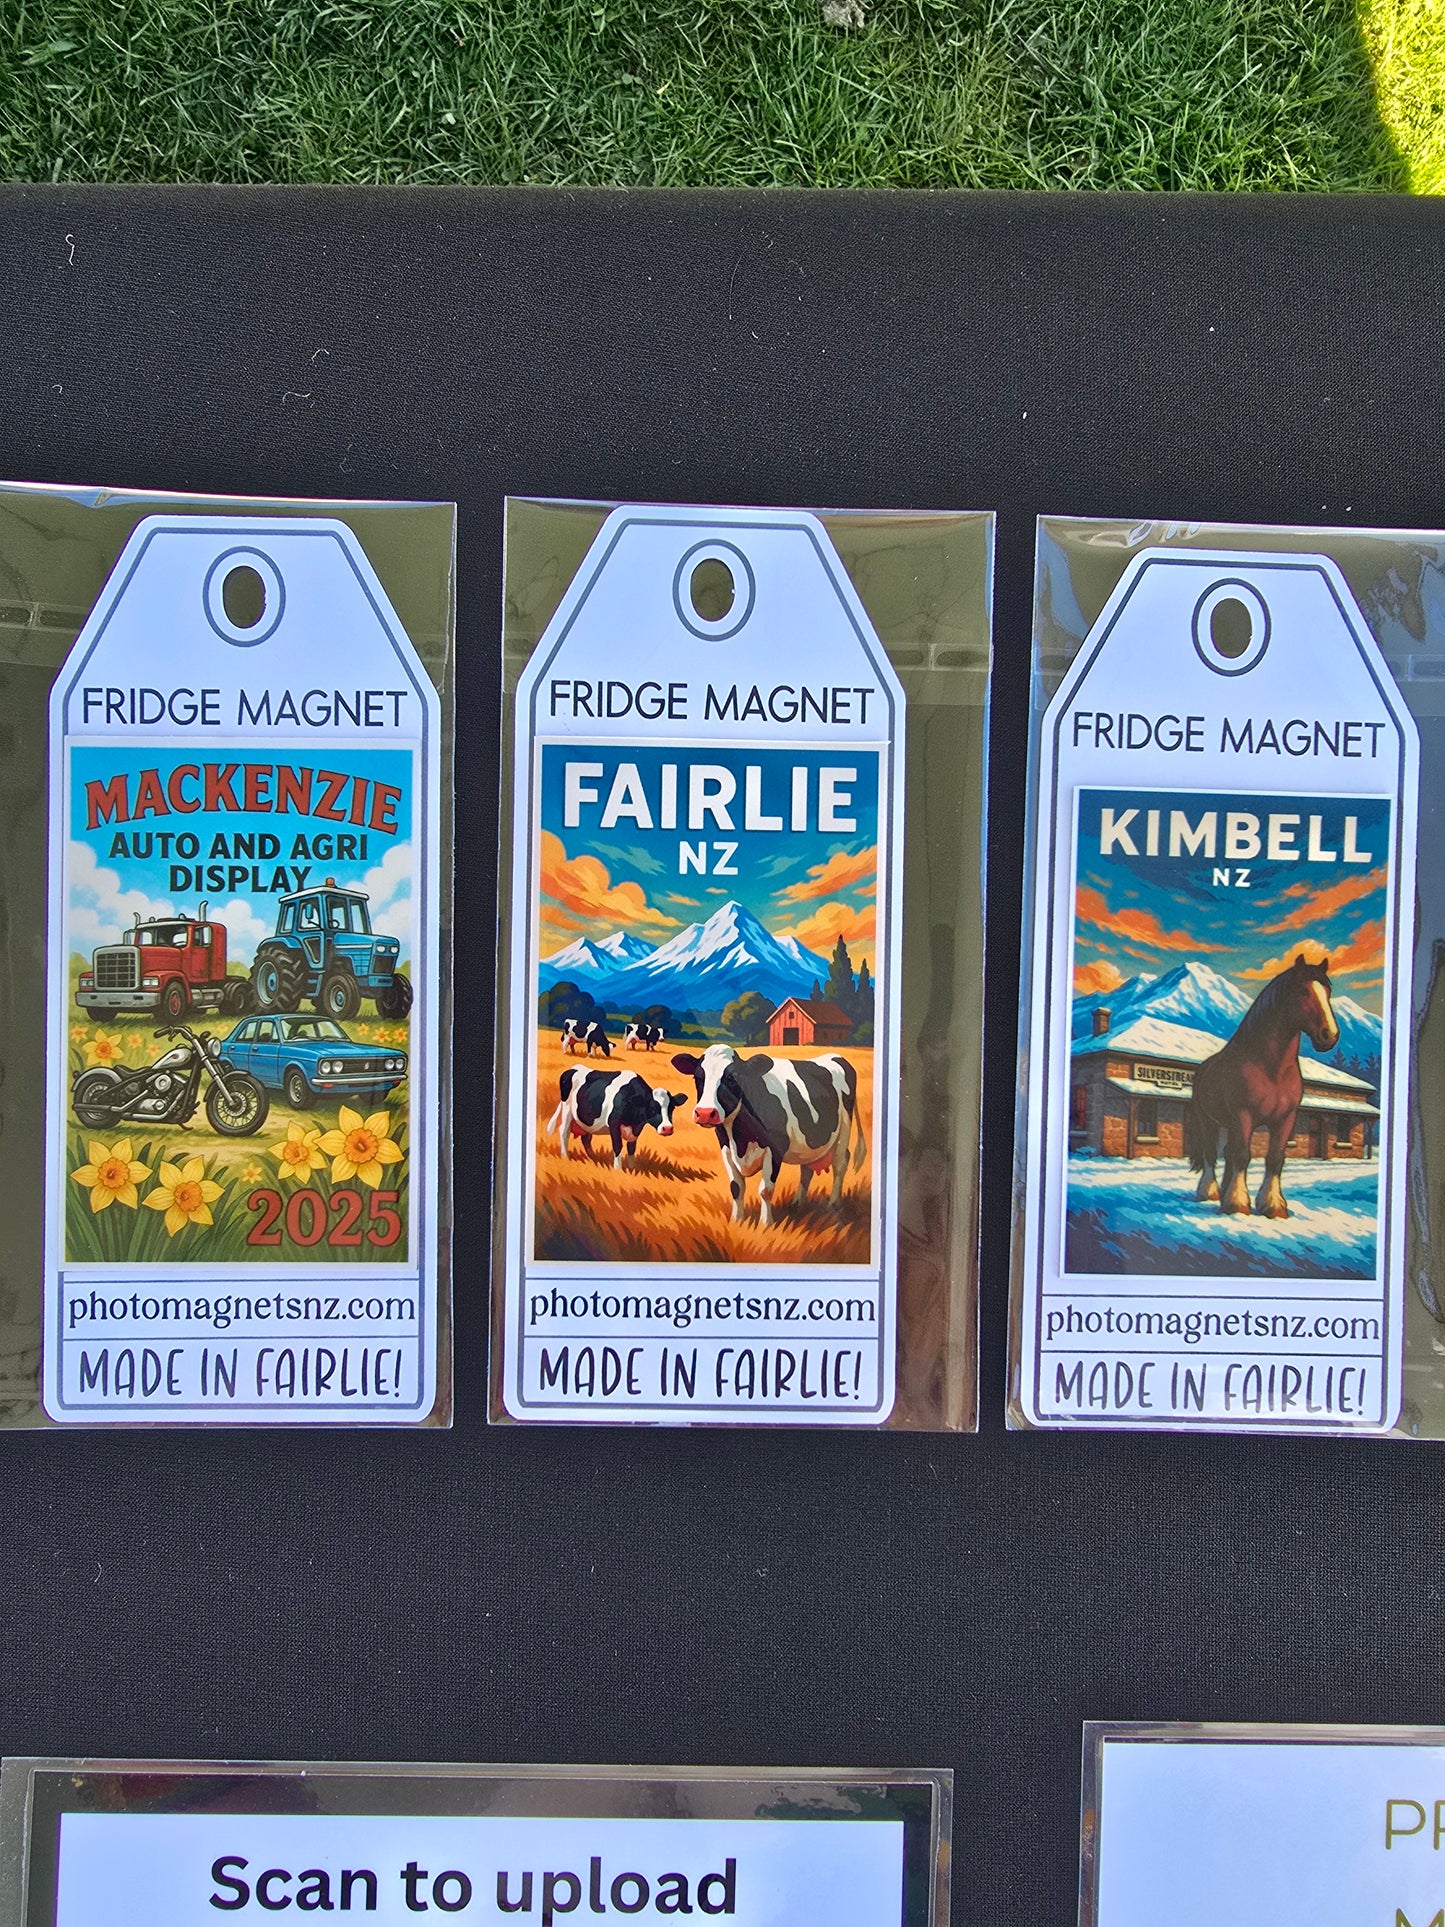 FRIDGE MAGNET
MACKENZIE
AUTO AND AGRI
DISPLAY
2025
photomagnetsnz.com
MADE IN FAIRLIE!
FRIDGE MAGNET
FAIRLIE
NZ
photomagnetsnz.com
MADE IN FAIRLIE!
FRIDGE MAGNET
KIMBELL
NZ
photomagnetsnz.com
MADE IN FAIRLIE!
Scan to upload